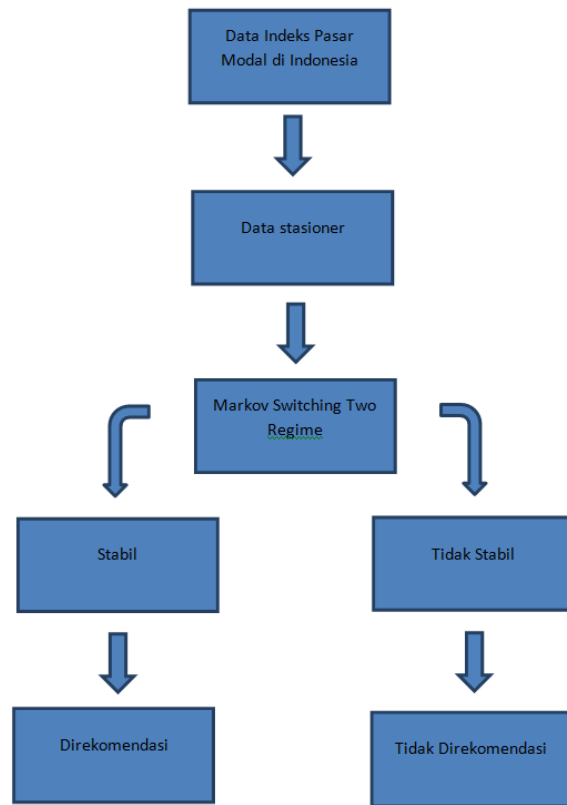 Data Indeks Pasar
Modal di Indonesia
Data stasioner
Markov Switching Two
Regime
Stabil
Tidak Stabil
Direkomendasi
Tidak Direkomendasi